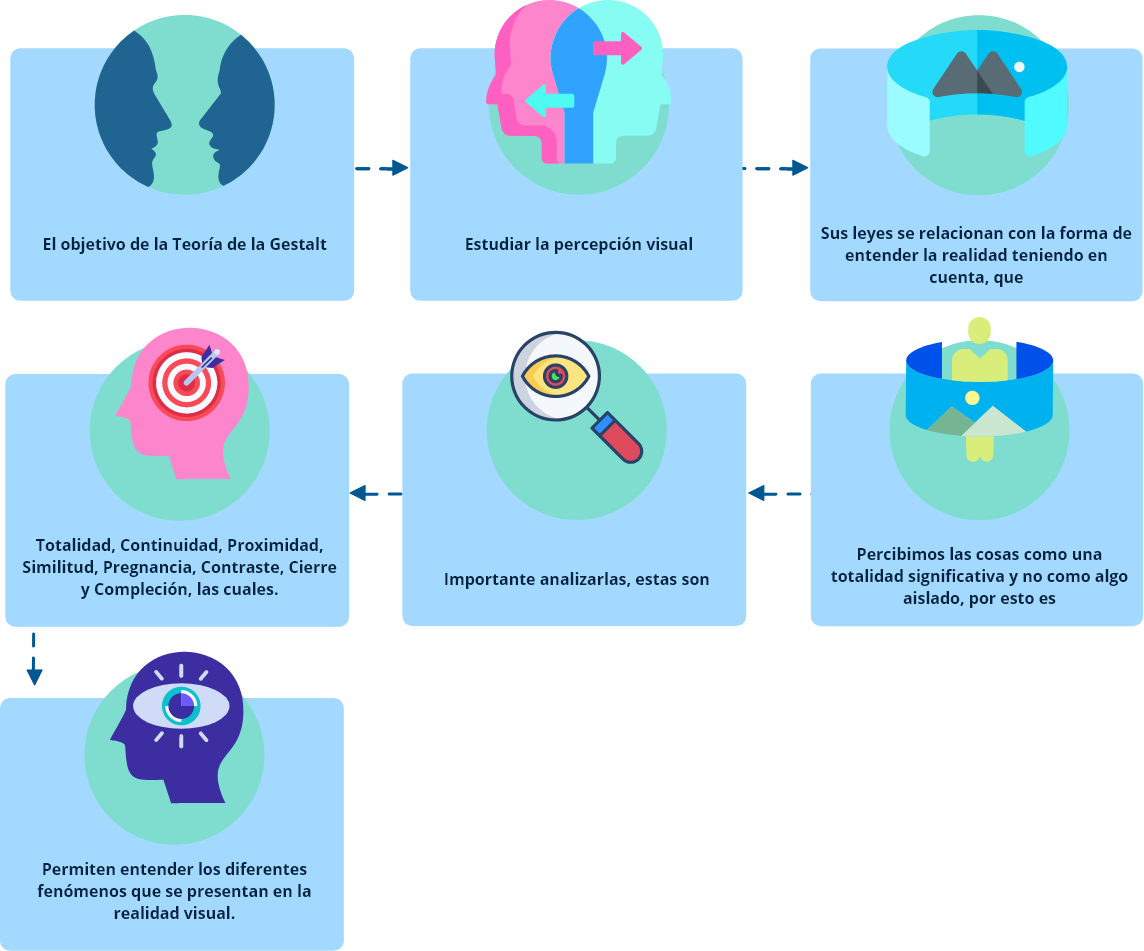 El objetivo de la Teoría de la Gestalt
Estudiar la percepción visual
Sus leyes se relacionan con la forma de
entender la realidad teniendo en
cuenta, que
Percibimos las cosas como una
totalidad significativa y no como algo
aislado, por esto es
Importante analizarlas, estas son
Totalidad, Continuidad, Proximidad,
Similitud, Pregnancia, Contraste, Cierre
y Compleción, las cuales.
Permiten entender los diferentes
fenómenos que se presentan en la
realidad visual.